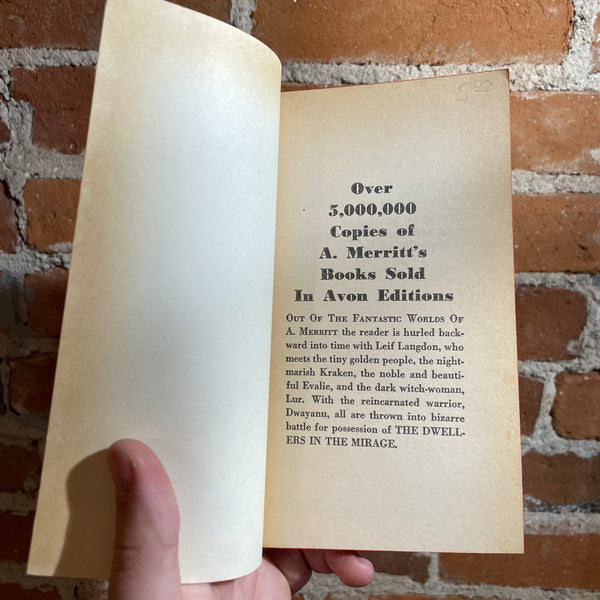 Over
5,000,000
Copies of
A. Merritt's
Books Sold
In Avon Editions
OUT OF THE FANTASTIC WORLDS OF
A. MERRITT the reader is hurled back-
ward into time with Leif Langdon, who
meets the tiny golden people, the night-
marish Kraken, the noble and beauti-
ful Evalie, and the dark witch-woman,
Lur. With the reincarnated warrior,
Dwayanu, all are thrown into bizarre
battle for possession of THE DWELL-
ERS IN THE MIRAGE.